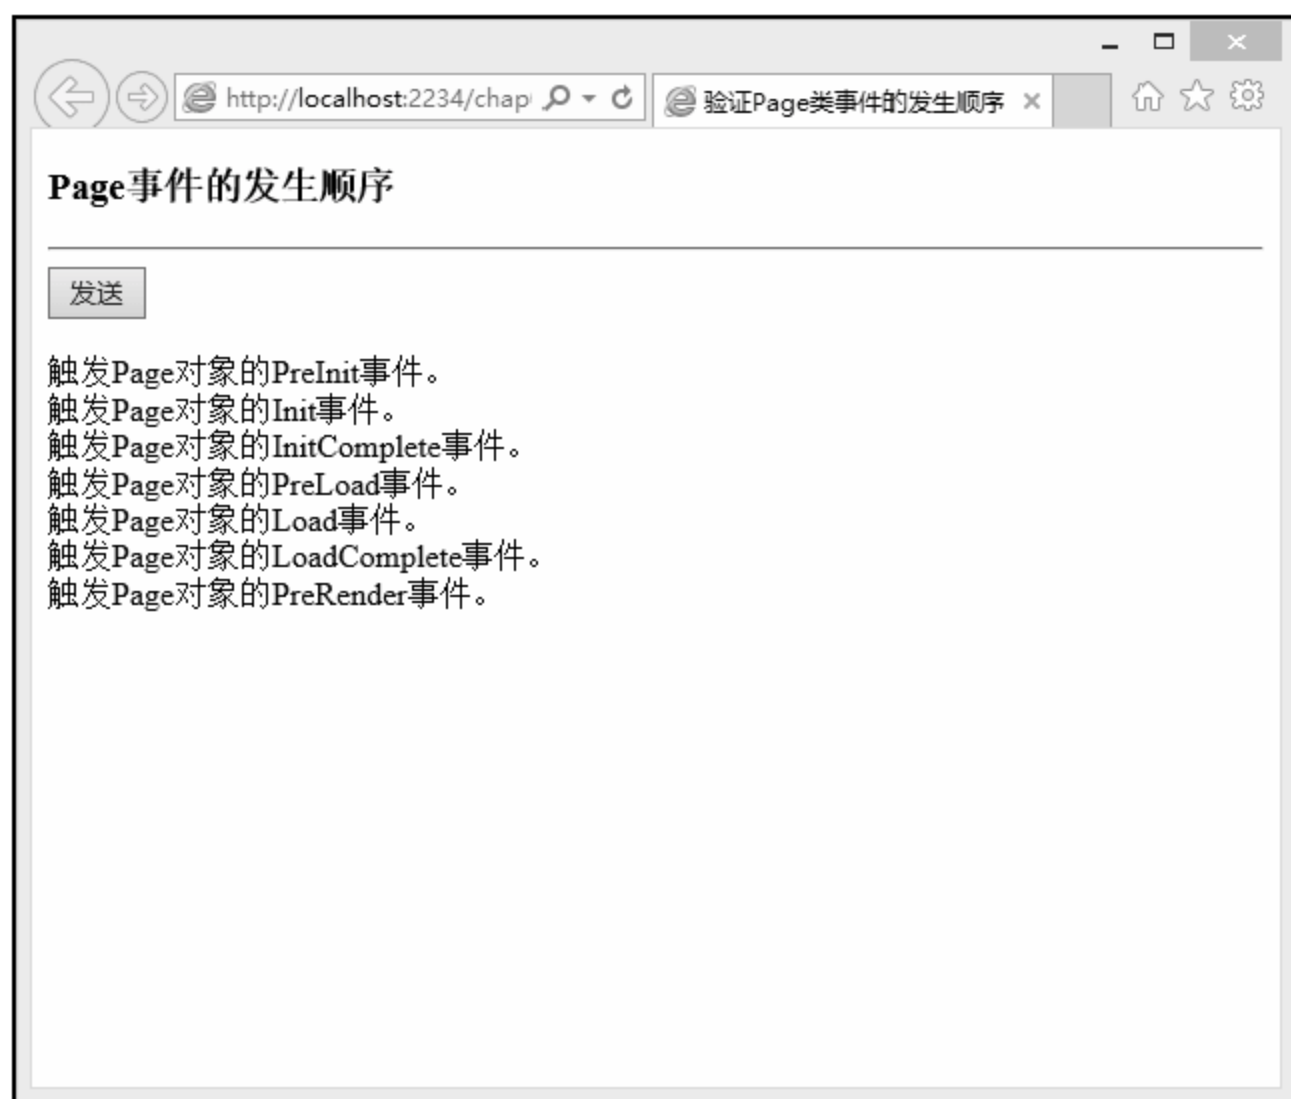 http://localhost:2234/chap
验证Page类事件的发生顺序
Page事件的发生顺序
发送
触发Page对象的PreInit事件。
触发Page对象的Init事件。
触发Page对象的InitComplete事件。
触发Page对象的PreLoad事件。
触发Page对象的Load事件。
触发Page对象的LoadComplete事件。
触发Page对象的PreRender事件。